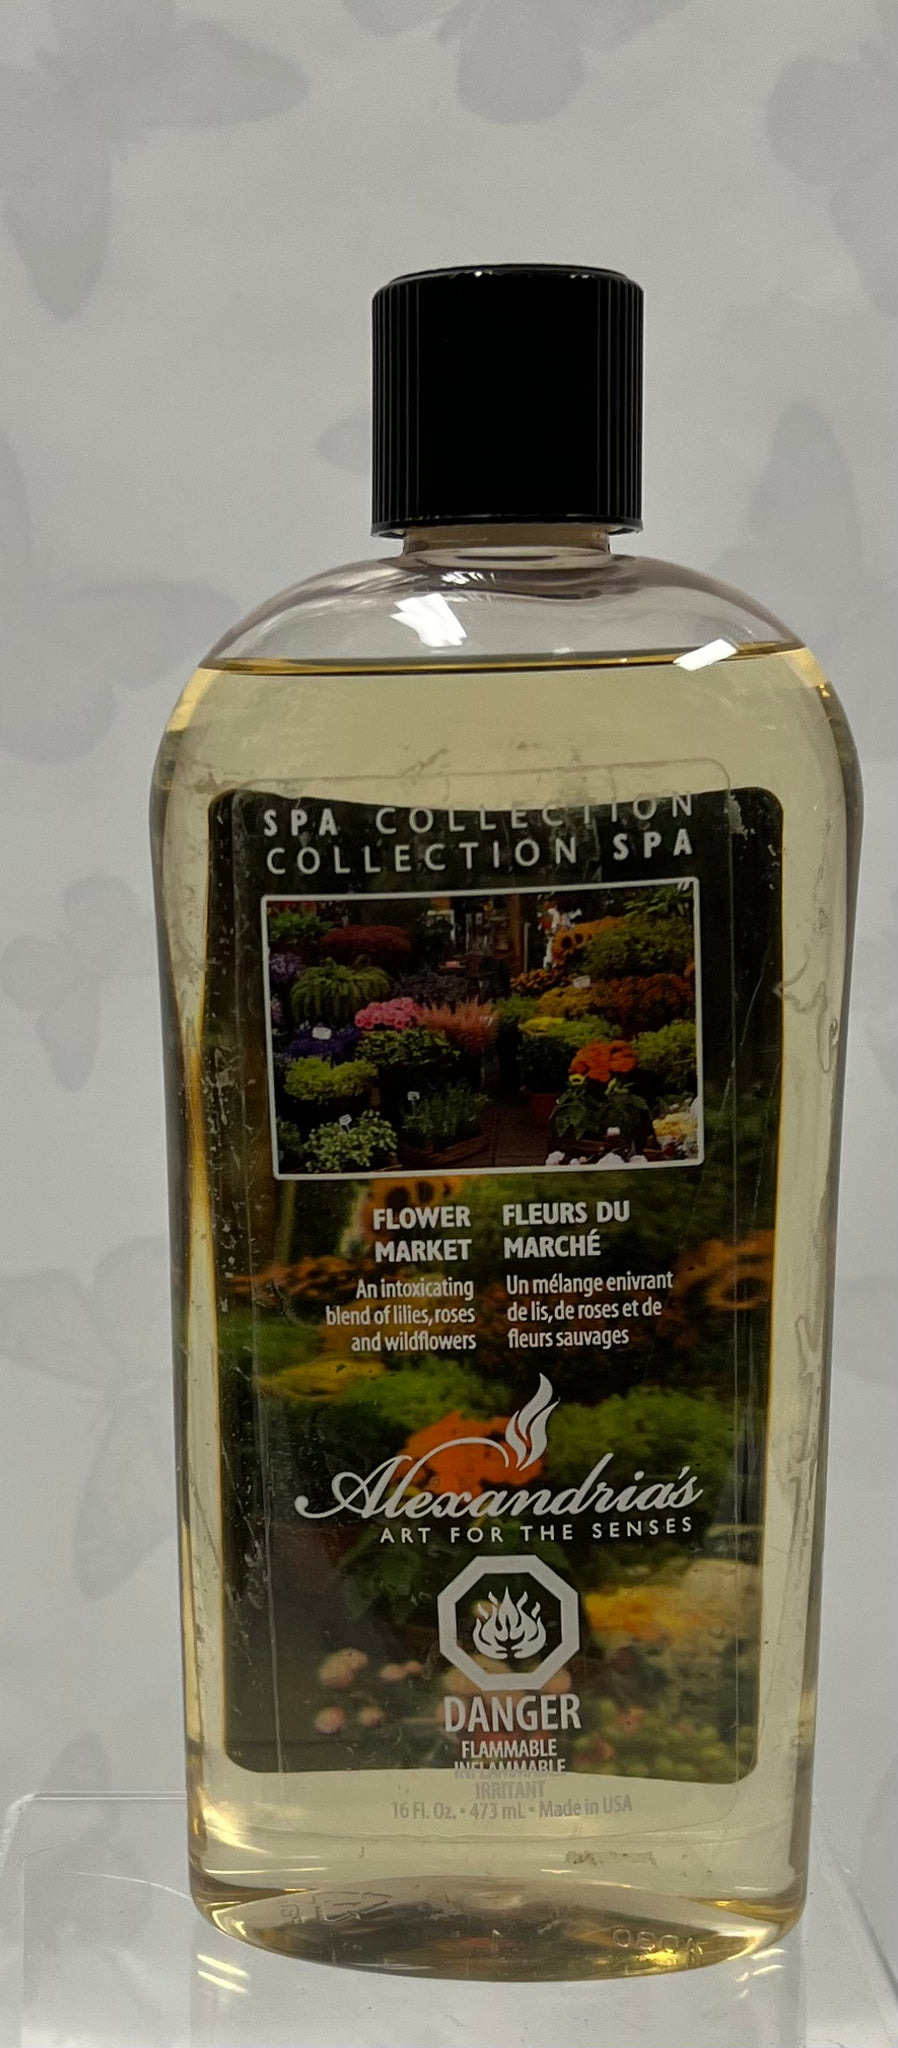 SPA COLLECTION
COLLECTION SPA
FLOWER
MARKET
An intoxicating
blend of lilies, roses
and wildflowers
FLEURS DU
MARCHÉ
Un mélange enivrant
de lis, de roses et de
fleurs sauvages
Alexandria's
ART FOR THE SENSES
DANGER
FLAMMABLE
INFLAMMABLE
IRRITANT
16 Fl. Oz. • 473 mL • Made in USA